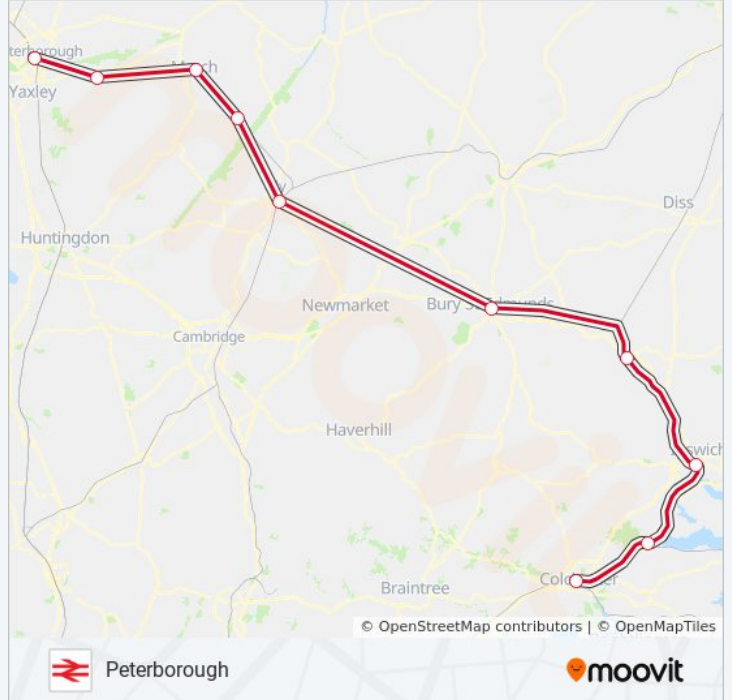 Yaxley
Diss
Huntingdon
Newmarket
Cambridge
Haverhill
Braintree
© OpenStreetMap contributors | © OpenMapTiles
Peterborough
moovit